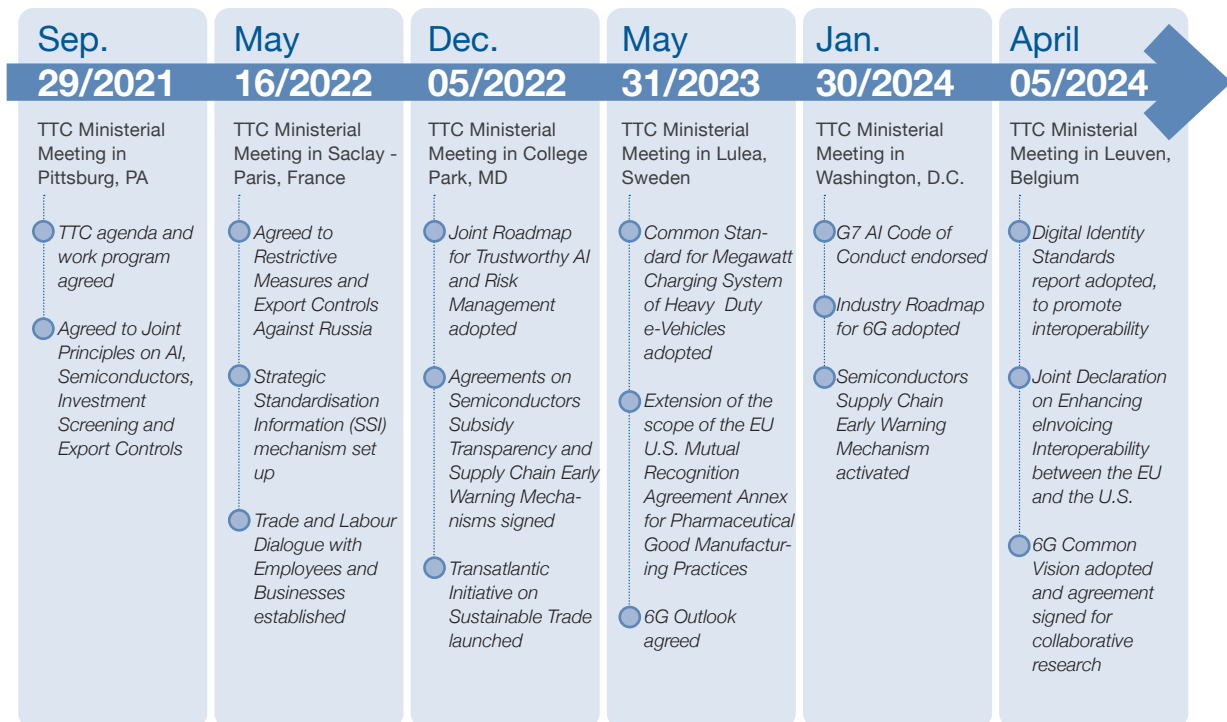 Sep.
29/2021
TTC Ministerial
Meeting in
Pittsburg, PA
TTC agenda and
work program
agreed
Agreed to Joint
Principles on AI,
Semiconductors,
Investment
Screening and
Export Controls
May
16/2022
TTC Ministerial
Meeting in Saclay -
Paris, France
Agreed to
Restrictive
Measures and
Export Controls
Against Russia
Strategic
Standardisation
Information (SSI)
mechanism set
up
Trade and Labour
Dialogue with
Employees and
Businesses
established
Dec.
05/2022
TTC Ministerial
Meeting in College
Park, MD
Joint Roadmap
for Trustworthy AI
and Risk
Management
adopted
Agreements on
Semiconductors
Subsidy
Transparency and
Supply Chain Early
Warning Mecha-
nisms signed
Transatlantic
Initiative on
Sustainable Trade
launched
May
31/2023
TTC Ministerial
Meeting in Lulea,
Sweden
Common Stan-
dard for Megawatt
Charging System
of Heavy Duty
e-Vehicles
adopted
Extension of the
scope of the EU
U.S. Mutual
Recognition
Agreement Annex
for Pharmaceutical
Good Manufactur-
ing Practices
6G Outlook
agreed
Jan.
30/2024
TTC Ministerial
Meeting in
Washington, D.C.
G7 AI Code of
Conduct endorsed
Industry Roadmap
for 6G adopted
Semiconductors
Supply Chain
Early Warning
Mechanism
activated
April
05/2024
TTC Ministerial
Meeting in Leuven,
Belgium
Digital Identity
Standards
report adopted,
to promote
interoperability
Joint Declaration
on Enhancing
eInvoicing
Interoperability
between the EU
and the U.S.
6G Common
Vision adopted
and agreement
signed for
collaborative
research